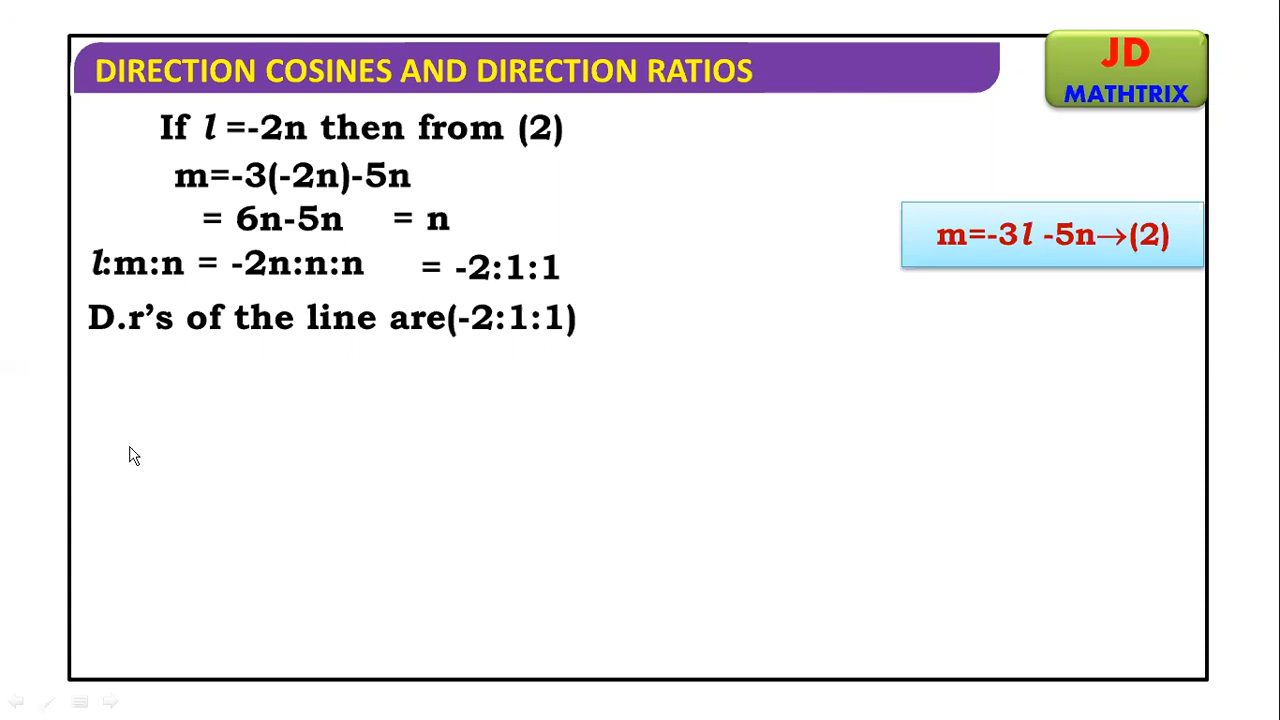 DIRECTION COSINES AND DIRECTION RATIOS
JD
MATHTRIX
If l =-2n then from (2)
m=-3(-2n)-5n
= 6n-5n = n
m=-3l -5n→(2)
l:m:n = -2n:n:n = -2:1:1
D.r’s of the line are(-2:1:1)